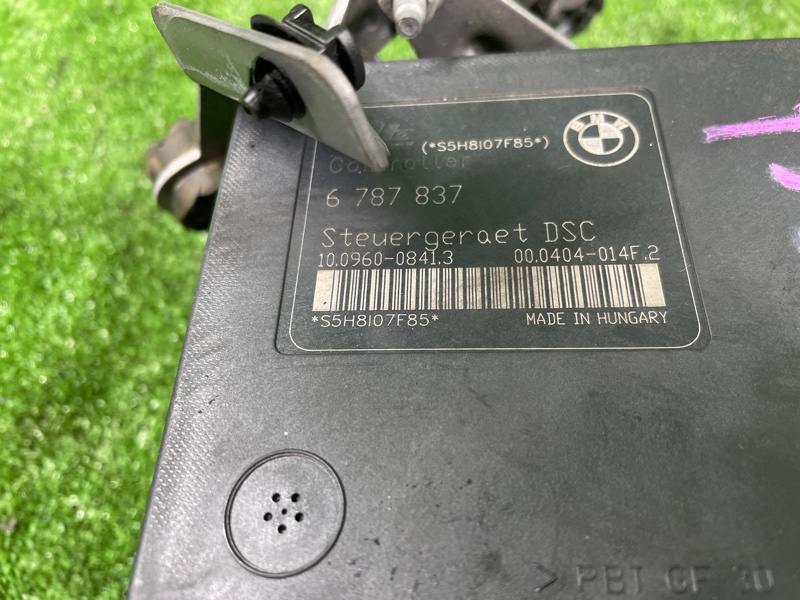 (*S5H8I07F85*)
BMW
Controller
6 787 837
Steuergeraet DSC
10.0960-0841.3 00.0404-014F.2
*S5H8I07F85*
MADE IN HUNGARY
>PBT GF 30